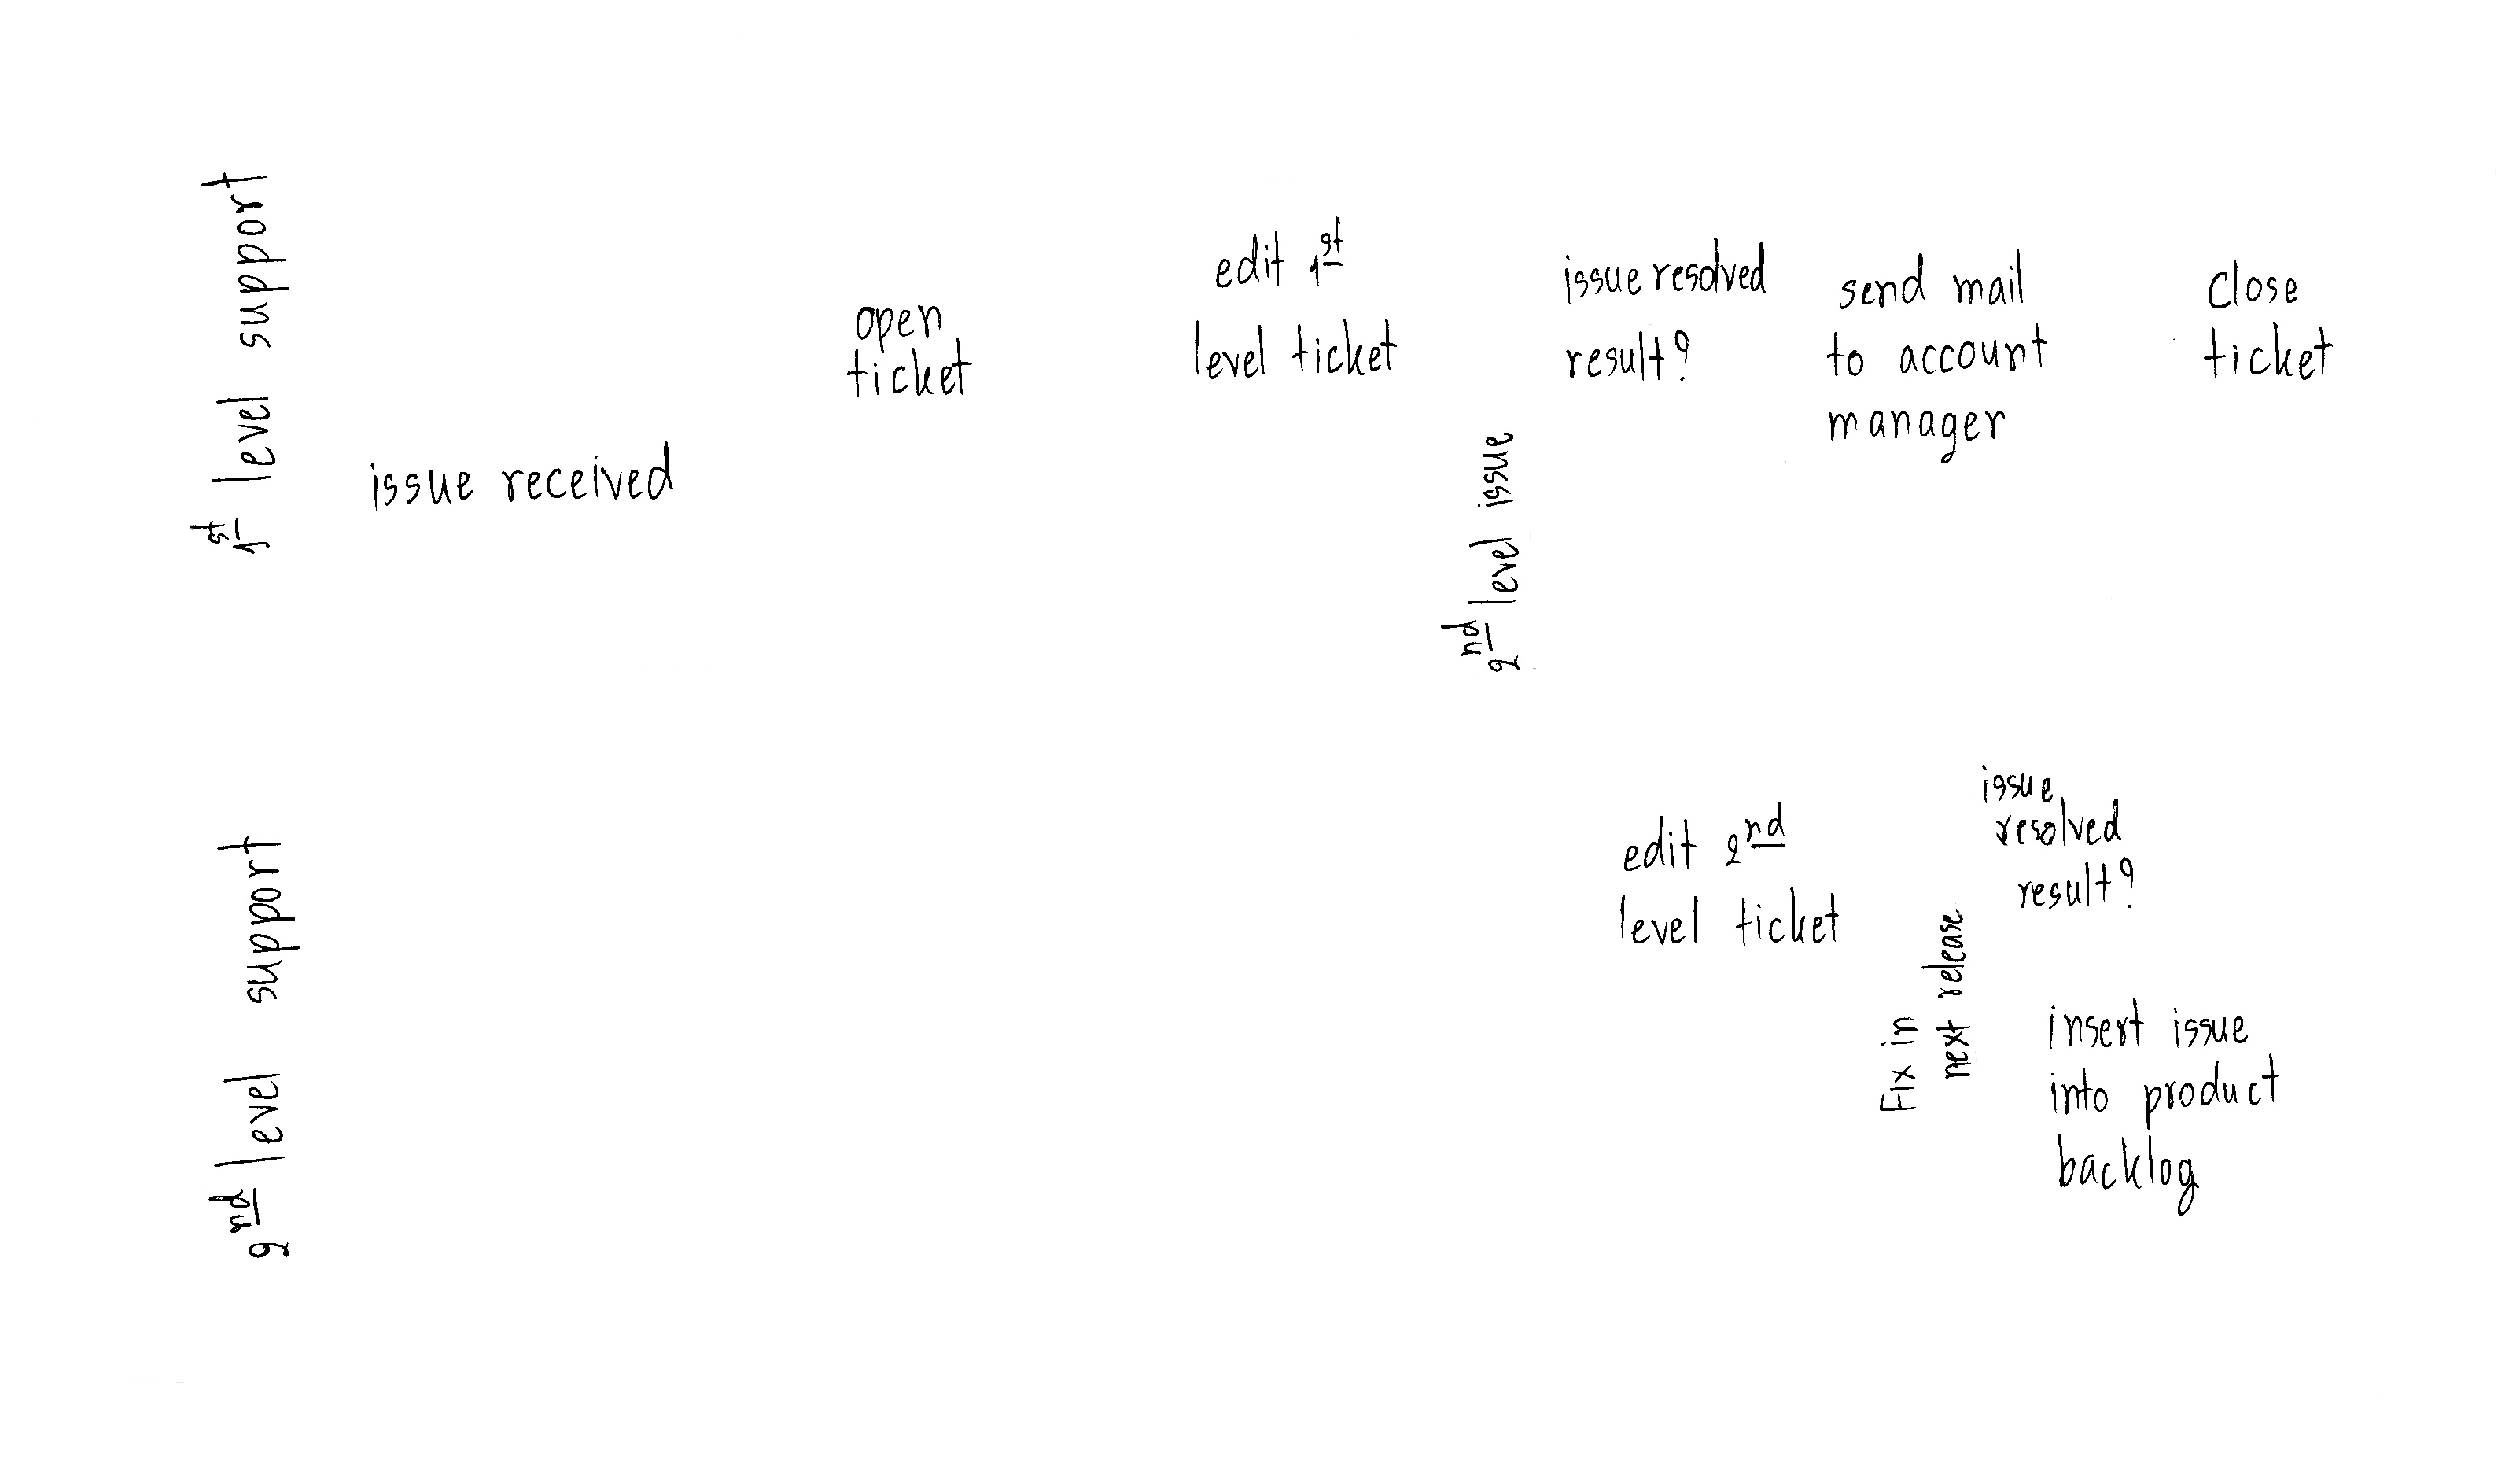 1st level support
issue received
open
ticket
edit 1st
level ticket
2nd level issue
issue resolved
result?
send mail
to account
manager
Close
ticket
2nd level support
edit 2nd
level ticket
Fix in
next release
issue
resolved
result?
insert issue
into product
backlog